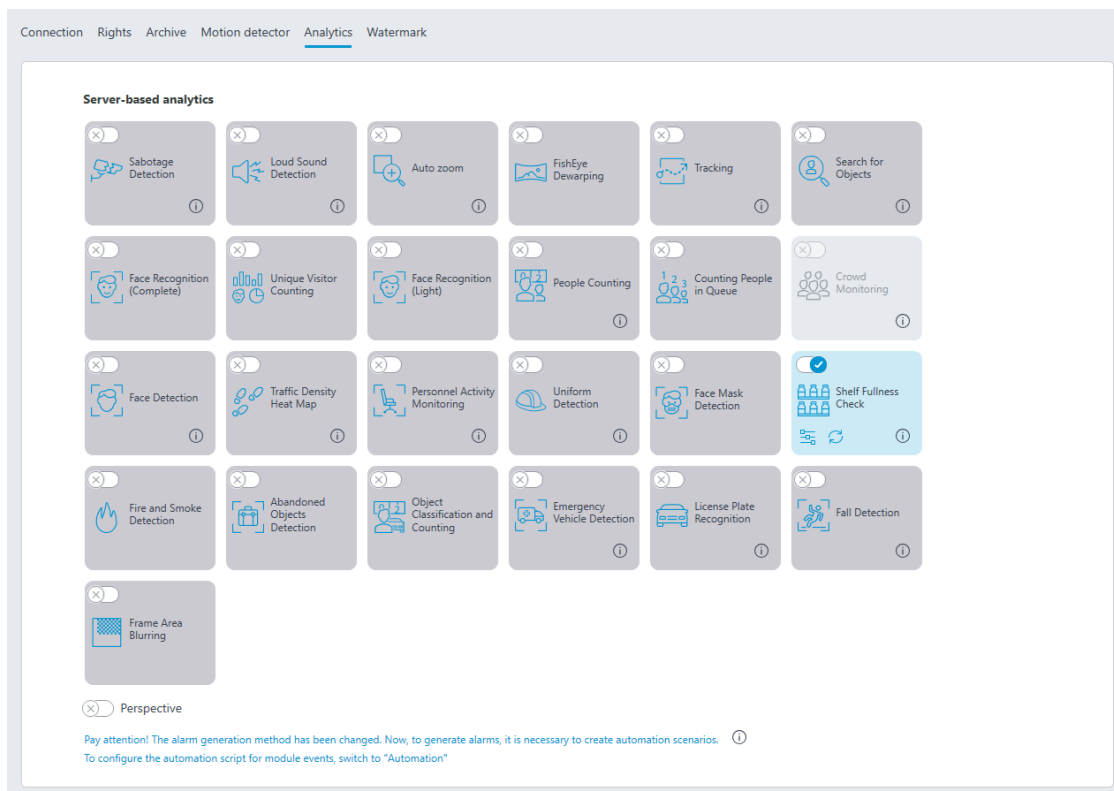 Connection Rights Archive Motion detector Analytics Watermark
Server-based analytics
Sabotage
Detection
Loud Sound
Detection
Auto zoom
FishEye
Dewarping
Tracking
Search for
Objects
Face Recognition
(Complete)
Unique Visitor
Counting
Face Recognition
(Light)
1 2
People Counting
1 2 3
Counting People
in Queue
Crowd
Monitoring
Face Detection
Traffic Density
Heat Map
Personnel Activity
Monitoring
Uniform
Detection
Face Mask
Detection
Shelf Fullness
Check
Fire and Smoke
Detection
Abandoned
Objects
Detection
Object
Classification and
Counting
Emergency
Vehicle Detection
License Plate
Recognition
Fall Detection
Frame Area
Blurring
Perspective
Pay attention! The alarm generation method has been changed. Now, to generate alarms, it is necessary to create automation scenarios.
To configure the automation script for module events, switch to "Automation"